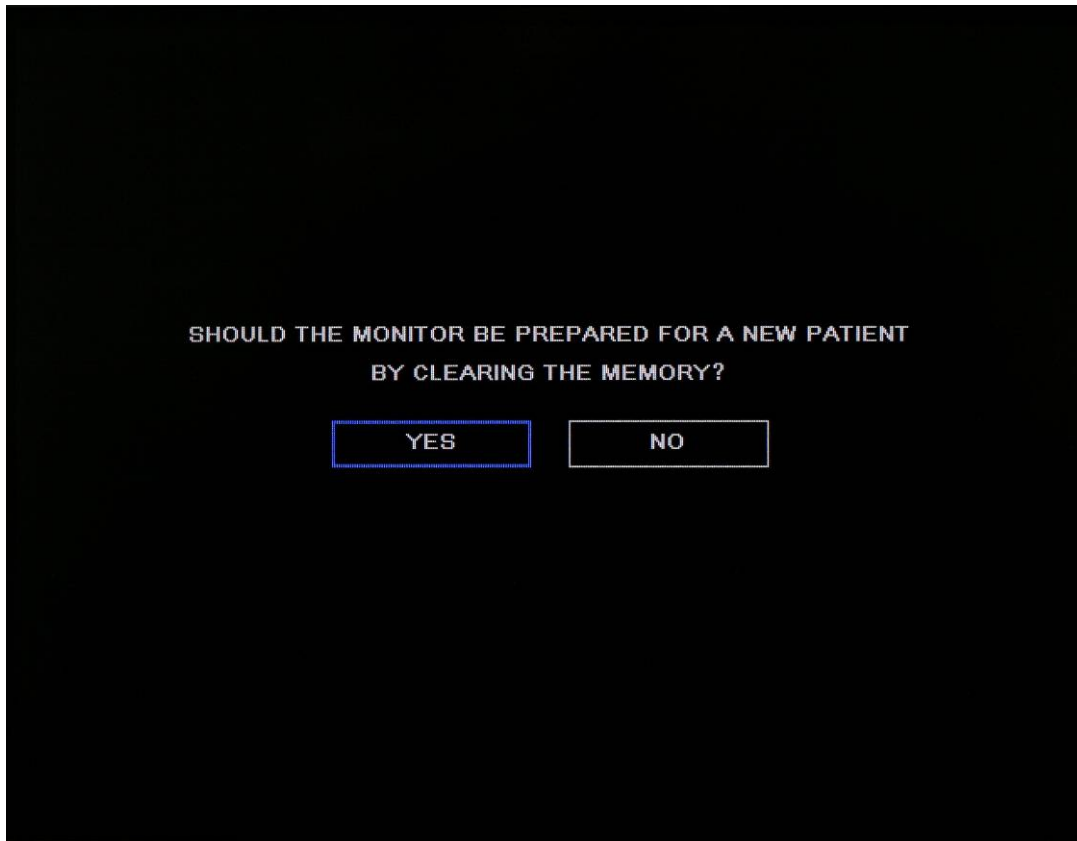 SHOULD THE MONITOR BE PREPARED FOR A NEW PATIENT
BY CLEARING THE MEMORY?
YES NO